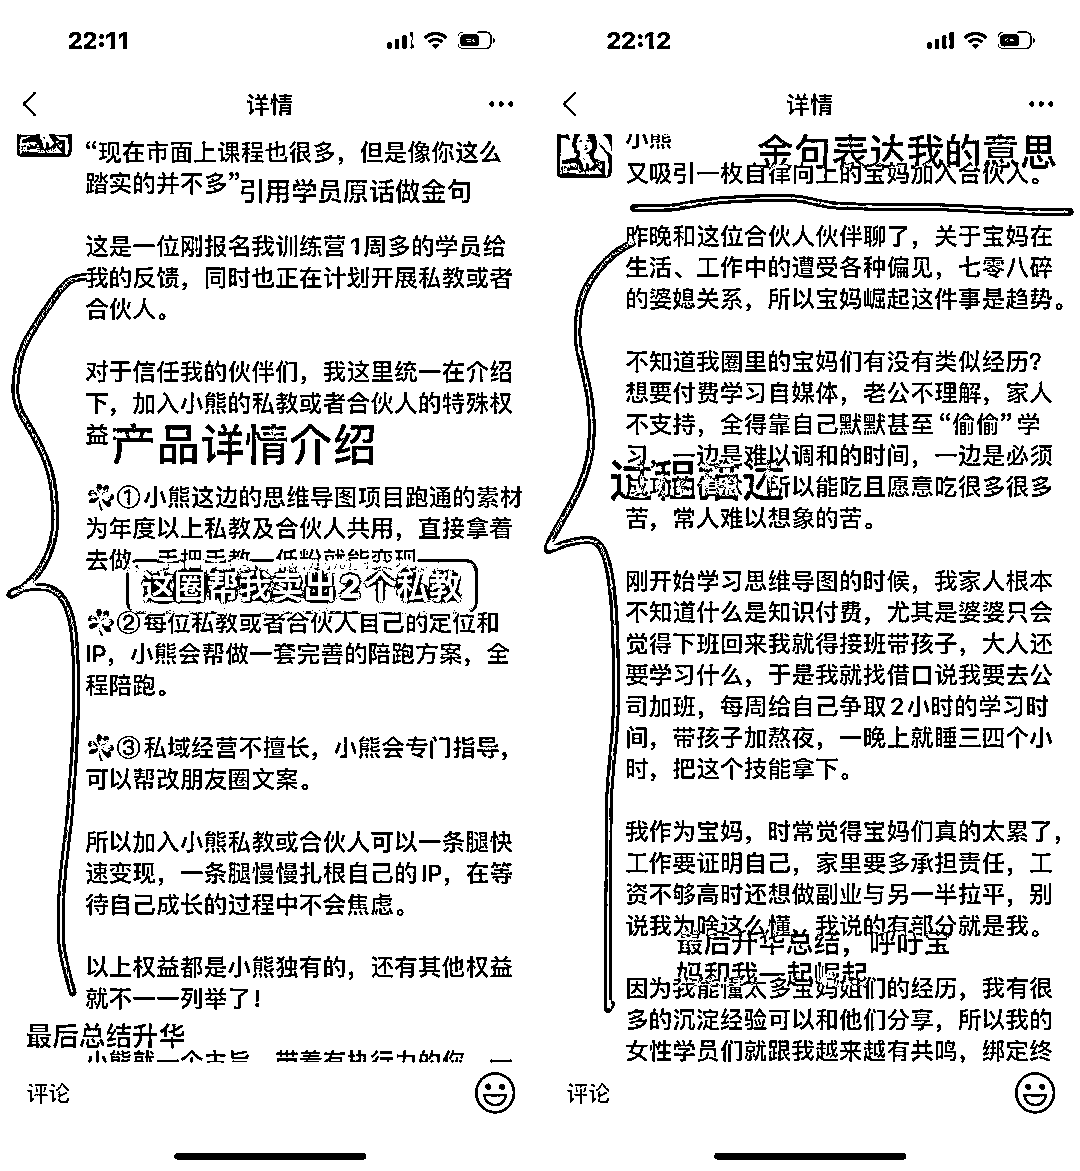 22:11
详情
“现在市面上课程也很多，但是像你这么
踏实的并不多”
引用学员原话做金句
这是一位刚报名我训练营1周多的学员给
我的反馈，同时也正在计划开展私教或者
合伙人。
对于信任我的伙伴们，我这里统一在介绍
下，加入小熊的私教或者合伙人的特殊权
益
产品详情介绍
①小熊这边的思维导图项目跑通的素材
为年度以上私教及合伙人共用，直接拿着
去做，手把手教，低粉就能变现
这圈帮我卖出2个私教
②每位私教或者合伙人自己的定位和
IP，小熊会帮做一套完善的陪跑方案，全
程陪跑。
③私域经营不擅长，小熊会专门指导，
可以帮改朋友圈文案。
所以加入小熊私教或合伙人可以一条腿快
速变现，一条腿慢慢扎根自己的IP，在等
待自己成长的过程中不会焦虑。
以上权益都是小熊独有的，还有其他权益
就不一一列举了！
最后总结升华
小熊就一个主旨，带着有执行力的你，一
评论
22:12
详情
小熊
金句表达我的意思
又吸引一枚自律向上的宝妈加入合伙人。
昨晚和这位合伙人伙伴聊了，关于宝妈在
生活、工作中的遭受各种偏见，七零八碎
的婆媳关系，所以宝妈崛起这件事是趋势。
不知道我圈里的宝妈们有没有类似经历？
想要付费学习自媒体，老公不理解，家人
不支持，全得靠自己默默甚至“偷偷”学
习，一边是难以调和的时间，一边是必须
过程描述
所以能吃且愿意吃很多很多
苦，常人难以想象的苦。
刚开始学习思维导图的时候，我家人根本
不知道什么是知识付费，尤其是婆婆只会
觉得下班回来我就得接班带孩子，大人还
要学习什么，于是我就找借口说我要去公
司加班，每周给自己争取2小时的学习时
间，带孩子加熬夜，一晚上就睡三四个小
时，把这个技能拿下。
我作为宝妈，时常觉得宝妈们真的太累了，
工作要证明自己，家里要多承担责任，工
资不够高时还想做副业与另一半拉平，别
说我为啥这么懂，我说的有部分就是我。
最后升华总结，呼吁宝
妈和我一起崛起
因为我能懂太多宝妈姐们的经历，我有很
多的沉淀经验可以和他们分享，所以我的
女性学员们就跟我越来越有共鸣，绑定终
评论